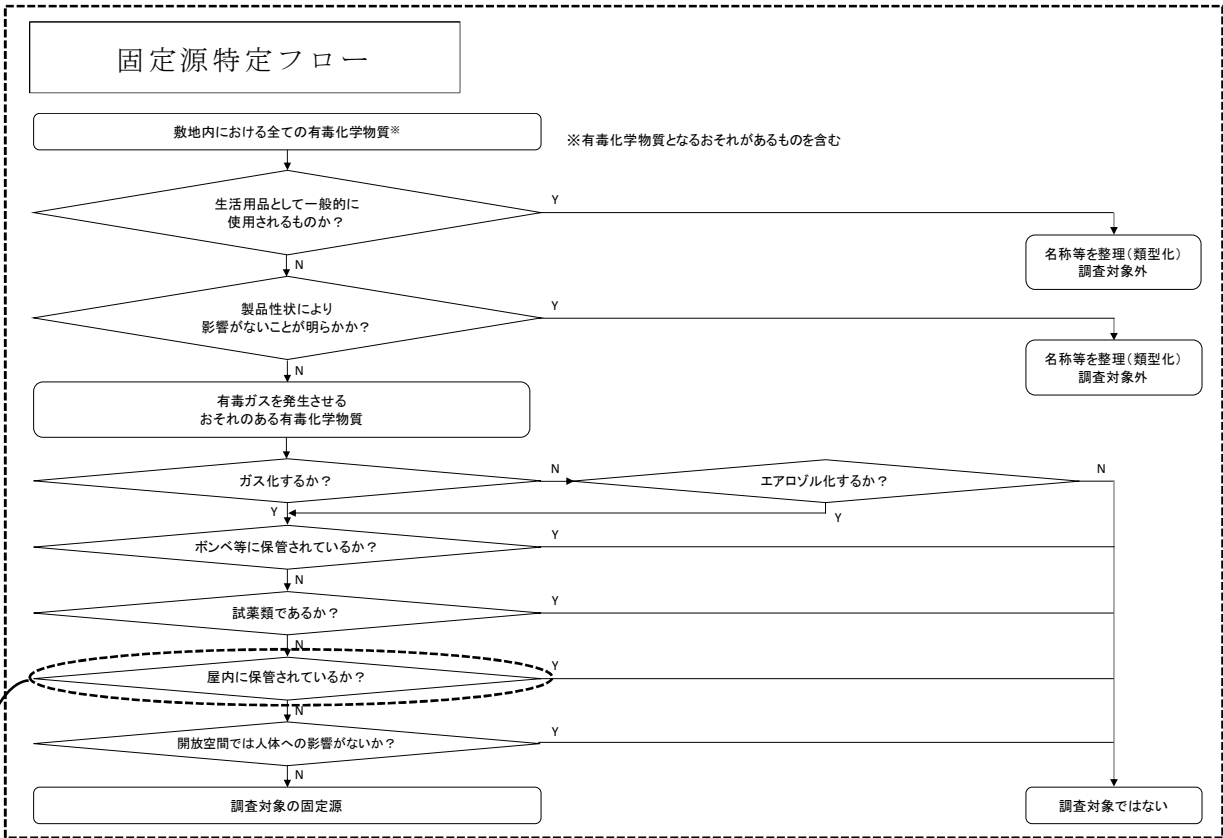 固定源特定フロー
敷地内における全ての有毒化学物質※
※有毒化学物質となるおそれがあるものを含む
生活用品として一般的に
使用されるものか？
Y
N
名称等を整理(類型化)
調査対象外
製品性状により
影響がないことが明らかか？
Y
N
名称等を整理(類型化)
調査対象外
有毒ガスを発生させる
おそれのある有毒化学物質
ガス化するか？
N
エアロゾル化するか？
N
Y
Y
ボンベ等に保管されているか？
Y
N
試薬類であるか？
Y
N
屋内に保管されているか？
Y
N
開放空間では人体への影響がないか？
Y
N
調査対象の固定源
調査対象ではない